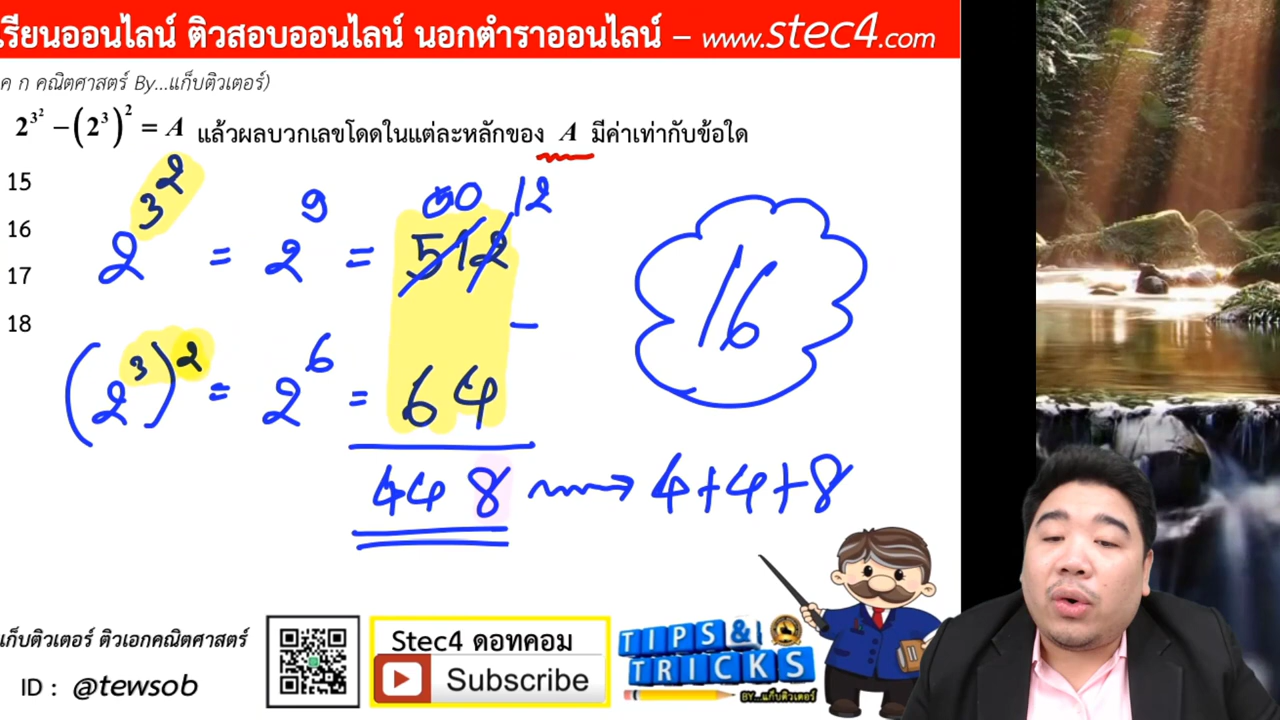 เรียนออนไลน์ ติวสอบออนไลน์ นอกตำราออนไลน์ – www.stec4.com
ค ก คณิตศาสตร์ By...แก็บติวเตอร์)
2^{3^2} – (2^3)^2 = A แล้วผลบวกเลขโดดในแต่ละหลักของ A มีค่าเท่ากับข้อใด
15
16
17
18
50 12
2^{3^2} = 2^9 = 512
–
(2^3)^2 = 2^6 = 64
448 → 4+4+8
16
เก็บติวเตอร์ ติวเอกคณิตศาสตร์
ID : @tewsob
Stec4 ดอทคอม
Subscribe
TIPS &
TRICKS
BY...แก็บติวเตอร์